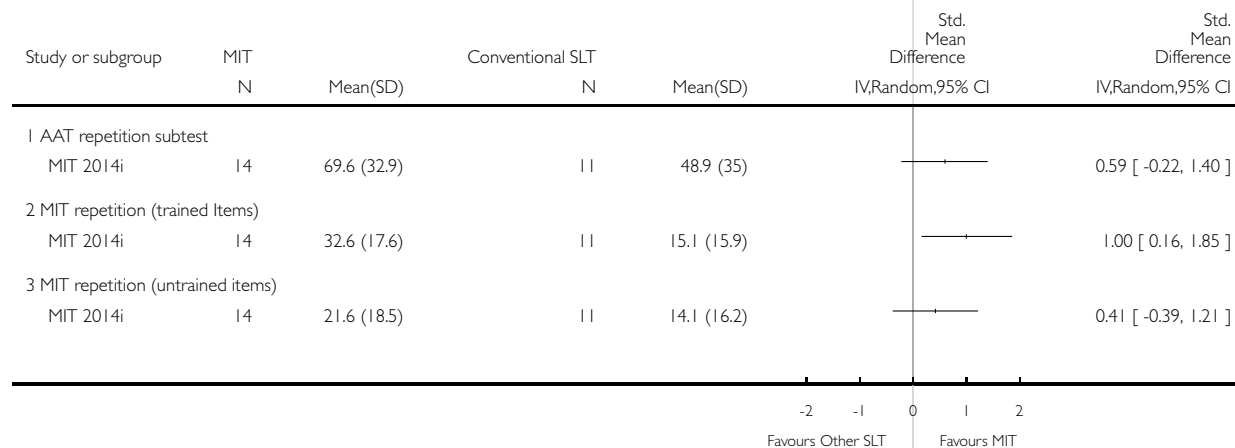 Std.
Mean
Difference
Std.
Mean
Difference
Study or subgroup MIT Conventional SLT
N Mean(SD) N Mean(SD) IV,Random,95% CI IV,Random,95% CI
1 AAT repetition subtest
MIT 2014i 14 69.6 (32.9) 11 48.9 (35) 0.59 [ -0.22, 1.40 ]
2 MIT repetition (trained Items)
MIT 2014i 14 32.6 (17.6) 11 15.1 (15.9) 1.00 [ 0.16, 1.85 ]
3 MIT repetition (untrained items)
MIT 2014i 14 21.6 (18.5) 11 14.1 (16.2) 0.41 [ -0.39, 1.21 ]
-2 -1 0 1 2
Favours Other SLT Favours MIT